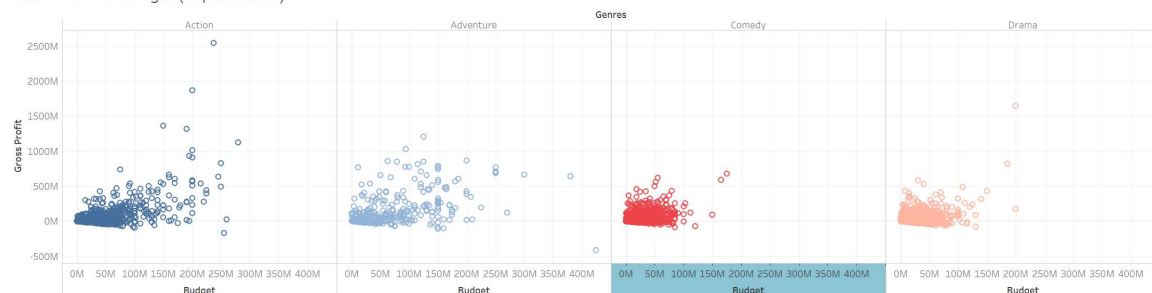 Genres
Action Adventure Comedy Drama
2500M
2000M
1500M
1000M
500M
0M
-500M
Gross Profit
0M 50M 100M 150M 200M 250M 300M 350M 400M 0M 50M 100M 150M 200M 250M 300M 350M 400M 0M 50M 100M 150M 200M 250M 300M 350M 400M 0M 50M 100M 150M 200M 250M 300M 350M 400M
Budget Budget Budget Budget